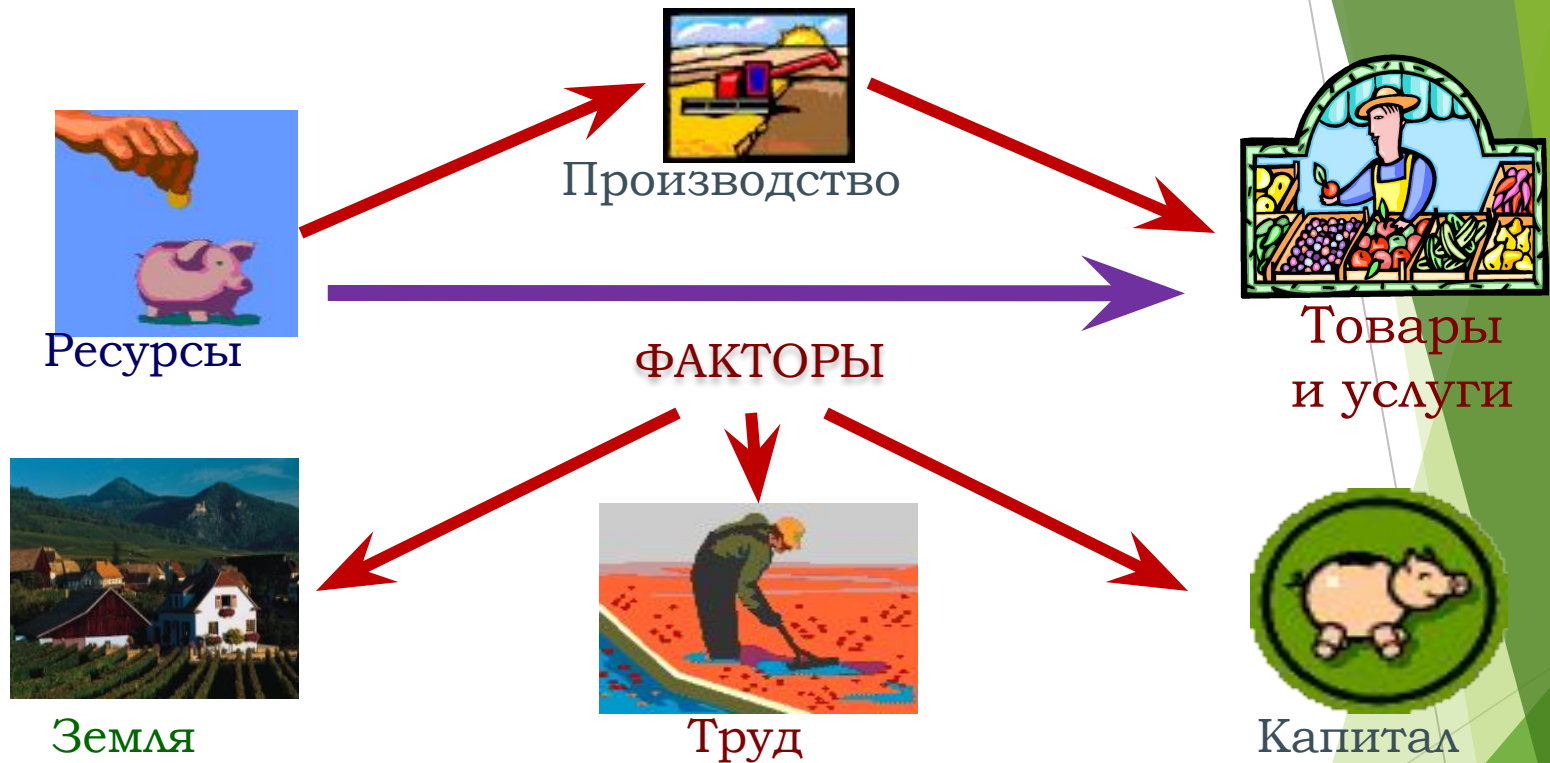 Производство
Ресурсы
ФАКТОРЫ
Товары
и услуги
Земля
Труд
Капитал